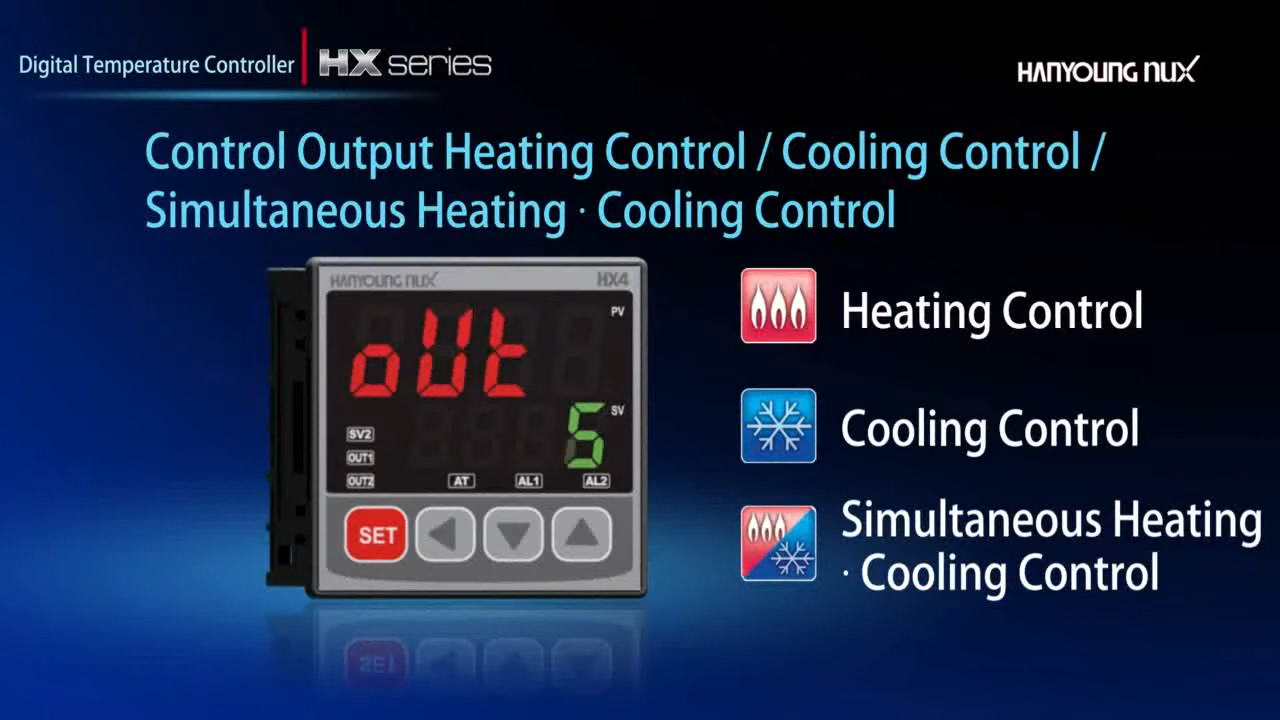 Digital Temperature Controller HX series
HANYOUNG NUX
Control Output Heating Control / Cooling Control /
Simultaneous Heating · Cooling Control
HANYOUNG NUX HX4
PV
oUt
SV
5
SV2
OUT1
OUT2 AT AL1 AL2
SET
Heating Control
Cooling Control
Simultaneous Heating
· Cooling Control